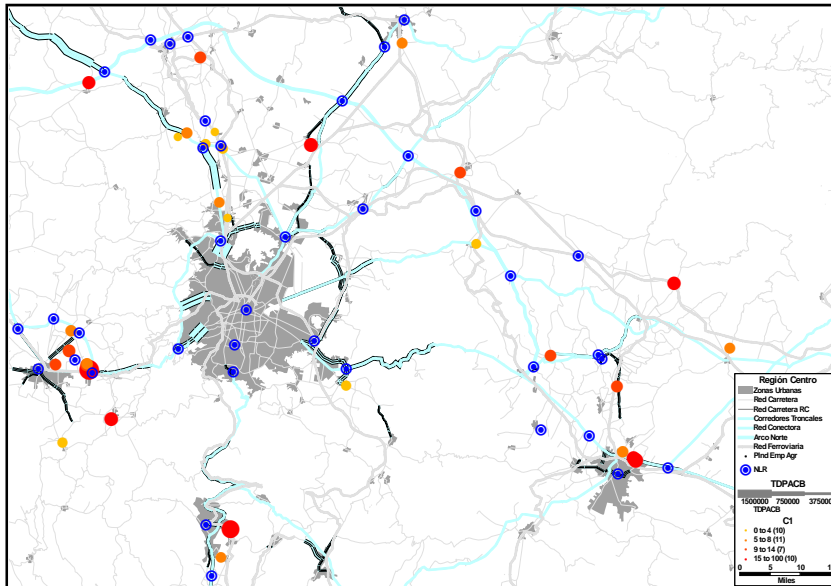 Región Centro
Zonas Urbanas
Red Carretera
Red Carretera RC
Corredores Troncales
Red Conectora
Arco Norte
Red Ferroviaria
Plnd Emp Agr
NLR
TDPACB
1500000 750000 375000
TDPACB
C1
0 to 4 (10)
5 to 8 (11)
9 to 14 (7)
15 to 100 (10)
0 5 10 15
Miles